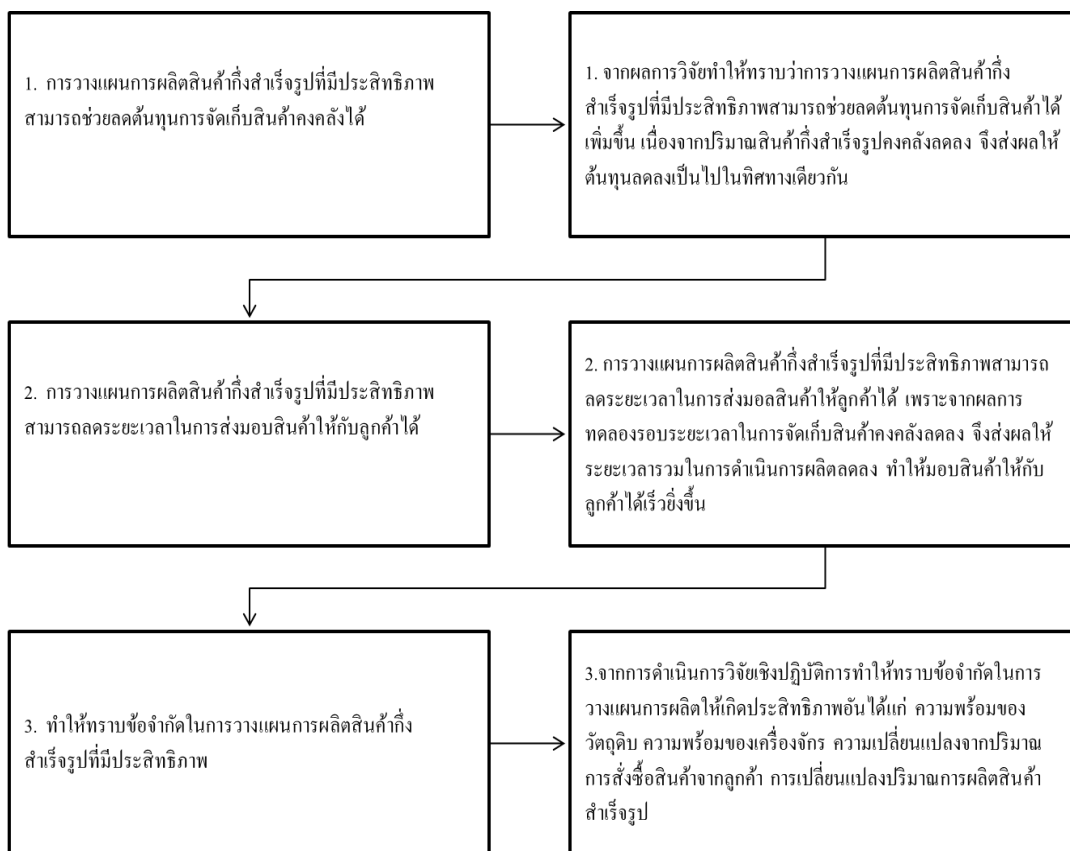 1. การวางแผนการผลิตสินค้ากึ่งสำเร็จรูปที่มีประสิทธิภาพ
สามารถช่วยลดต้นทุนการจัดเก็บสินค้าคงคลังได้
1. จากผลการวิจัยทำให้ทราบว่าการวางแผนการผลิตสินค้ากึ่ง
สำเร็จรูปที่มีประสิทธิภาพสามารถช่วยลดต้นทุนการจัดเก็บสินค้าได้
เพิ่มขึ้น เนื่องจากปริมาณสินค้ากึ่งสำเร็จรูปคงคลังลดลง จึงส่งผลให้
ต้นทุนลดลงเป็นไปในทิศทางเดียวกัน
2. การวางแผนการผลิตสินค้ากึ่งสำเร็จรูปที่มีประสิทธิภาพ
สามารถลดระยะเวลาในการส่งมอบสินค้าให้กับลูกค้าได้
2. การวางแผนการผลิตสินค้ากึ่งสำเร็จรูปที่มีประสิทธิภาพสามารถ
ลดระยะเวลาในการส่งมอลสินค้าให้ลูกค้าได้ เพราะจากผลการ
ทดลองรอบระยะเวลาในการจัดเก็บสินค้าคงคลังลดลง จึงส่งผลให้
ระยะเวลารวมในการดำเนินการผลิตลดลง ทำให้มอบสินค้าให้กับ
ลูกค้าได้เร็วยิ่งขึ้น
3. ทำให้ทราบข้อจำกัดในการวางแผนการผลิตสินค้ากึ่ง
สำเร็จรูปที่มีประสิทธิภาพ
3.จากการดำเนินการวิจัยเชิงปฏิบัติการทำให้ทราบข้อจำกัดในการ
วางแผนการผลิตให้เกิดประสิทธิภาพอันได้แก่ ความพร้อมของ
วัตถุดิบ ความพร้อมของเครื่องจักร ความเปลี่ยนแปลงจากปริมาณ
การสั่งซื้อสินค้าจากลูกค้า การเปลี่ยนแปลงปริมาณการผลิตสินค้า
สำเร็จรูป